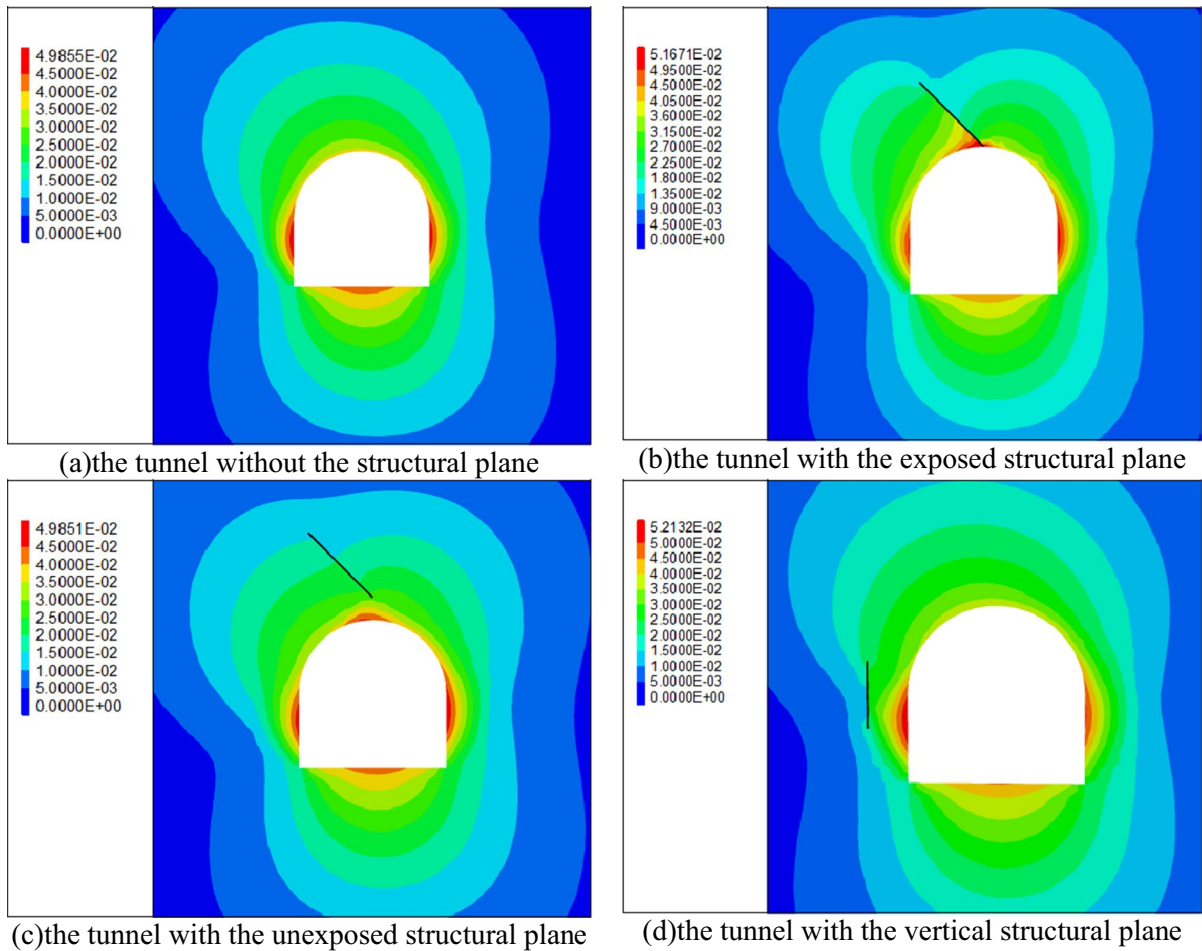 4.9855E-02
4.5000E-02
4.0000E-02
3.5000E-02
3.0000E-02
2.5000E-02
2.0000E-02
1.5000E-02
1.0000E-02
5.0000E-03
0.0000E+00
(a)the tunnel without the structural plane
5.1671E-02
4.9500E-02
4.500E-02
4.0500E-02
3.6000E-02
3.1500E-02
2.7000E-02
2.2500E-02
1.8000E-02
1.3500E-02
9.0000E-03
4.5000E-03
0.0000E+00
(b)the tunnel with the exposed structural plane
4.9851E-02
4.5000E-02
4.0000E-02
3.5000E-02
3.0000E-02
2.5000E-02
2.0000E-02
1.5000E-02
1.0000E-02
5.0000E-03
0.0000E+00
(c)the tunnel with the unexposed structural plane
5.2132E-02
5.0000E-02
4.5000E-02
4.0000E-02
3.5000E-02
3.0000E-02
2.5000E-02
2.0000E-02
1.5000E-02
1.0000E-02
5.0000E-03
0.0000E+00
(d)the tunnel with the vertical structural plane